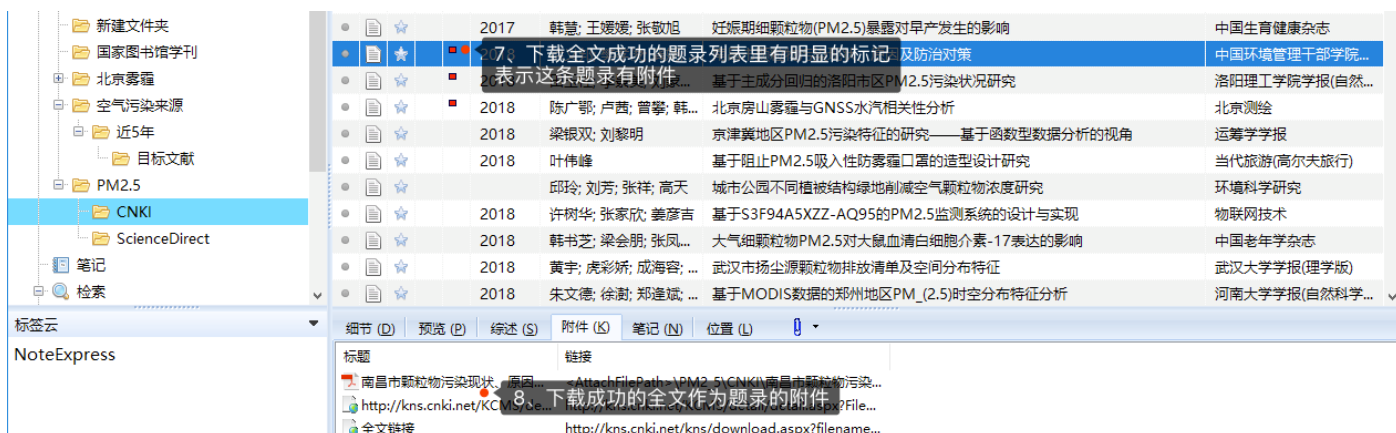 新建文件夹
国家图书馆学刊
北京雾霾
空气污染来源
近5年
目标文献
PM2.5
CNKI
ScienceDirect
笔记
检索
标签云
NoteExpress
2017 韩慧; 王媛媛; 张敬旭 妊娠期细颗粒物(PM2.5)暴露对早产发生的影响 中国生育健康杂志
7、下载全文成功的题录列表里有明显的标记
表示这条题录有附件
及防治对策 中国环境管理干部学院...
基于主成分回归的洛阳市区PM2.5污染状况研究 洛阳理工学院学报(自然...
2018 陈广鄂; 卢茜; 曾攀; 韩... 北京房山雾霾与GNSS水汽相关性分析 北京测绘
2018 梁银双; 刘黎明 京津冀地区PM2.5污染特征的研究——基于函数型数据分析的视角 运筹学学报
2018 叶伟峰 基于阻止PM2.5吸入性防雾霾口罩的造型设计研究 当代旅游(高尔夫旅行)
邱玲; 刘芳; 张祥; 高天 城市公园不同植被结构绿地削减空气颗粒物浓度研究 环境科学研究
2018 许树华; 张家欣; 姜彦吉 基于S3F94A5XZZ-AQ95的PM2.5监测系统的设计与实现 物联网技术
2018 韩书芝; 梁会朋; 张凤... 大气细颗粒物PM2.5对大鼠血清白细胞介素-17表达的影响 中国老年学杂志
2018 黄宇; 虎彩娇; 成海容; ... 武汉市扬尘源颗粒物排放清单及空间分布特征 武汉大学学报(理学版)
2018 朱文德; 徐澍; 郑逢斌; ... 基于MODIS数据的郑州地区PM_(2.5)时空分布特征分析 河南大学学报(自然科学...
细节 (D) 预览 (P) 综述 (S) 附件 (K) 笔记 (N) 位置 (L)
标题 链接
南昌市颗粒物污染现状、原因... <AttachFilePath>\PM2_5\CNKI\南昌市颗粒物污染...
8、下载成功的全文作为题录的附件
http://kns.cnki.net/KCMS/de... http://kns.cnki.net/KCMS/detail/detail.aspx?File...
全文链接 http://kns.cnki.net/kns/download.aspx?filename...